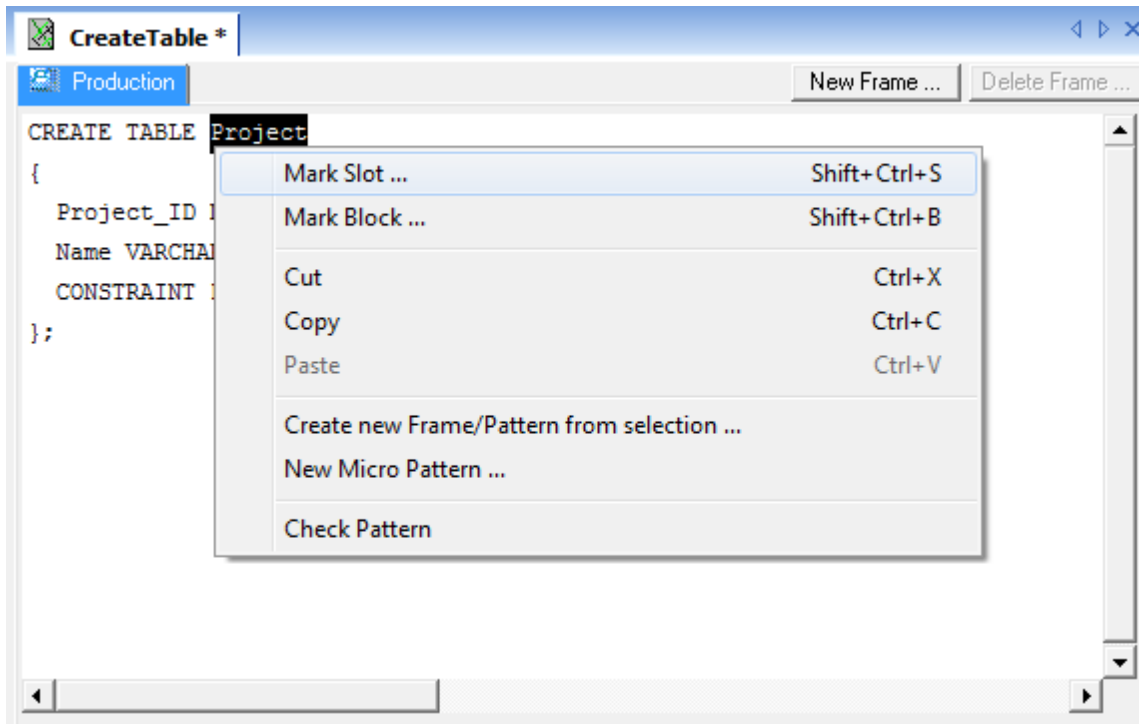 CreateTable *
Production
New Frame ... Delete Frame ...
CREATE TABLE Project
{
Project_ID
Name
CONSTRAINT
};
Mark Slot ... Shift+Ctrl+S
Mark Block ... Shift+Ctrl+B
Cut Ctrl+X
Copy Ctrl+C
Paste Ctrl+V
Create new Frame/Pattern from selection ...
New Micro Pattern ...
Check Pattern